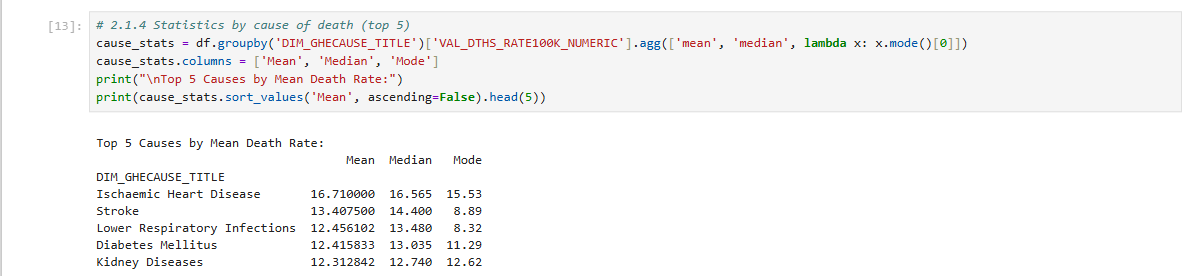 [13]: # 2.1.4 Statistics by cause of death (top 5)
cause_stats = df.groupby('DIM_GHECAUSE_TITLE')['VAL_DTHS_RATE100K_NUMERIC'].agg(['mean', 'median', lambda x: x.mode()[0]])
cause_stats.columns = ['Mean', 'Median', 'Mode']
print("\nTop 5 Causes by Mean Death Rate:")
print(cause_stats.sort_values('Mean', ascending=False).head(5))
Top 5 Causes by Mean Death Rate:
Mean Median Mode
DIM_GHECAUSE_TITLE
Ischaemic Heart Disease 16.710000 16.565 15.53
Stroke 13.407500 14.400 8.89
Lower Respiratory Infections 12.456102 13.480 8.32
Diabetes Mellitus 12.415833 13.035 11.29
Kidney Diseases 12.312842 12.740 12.62